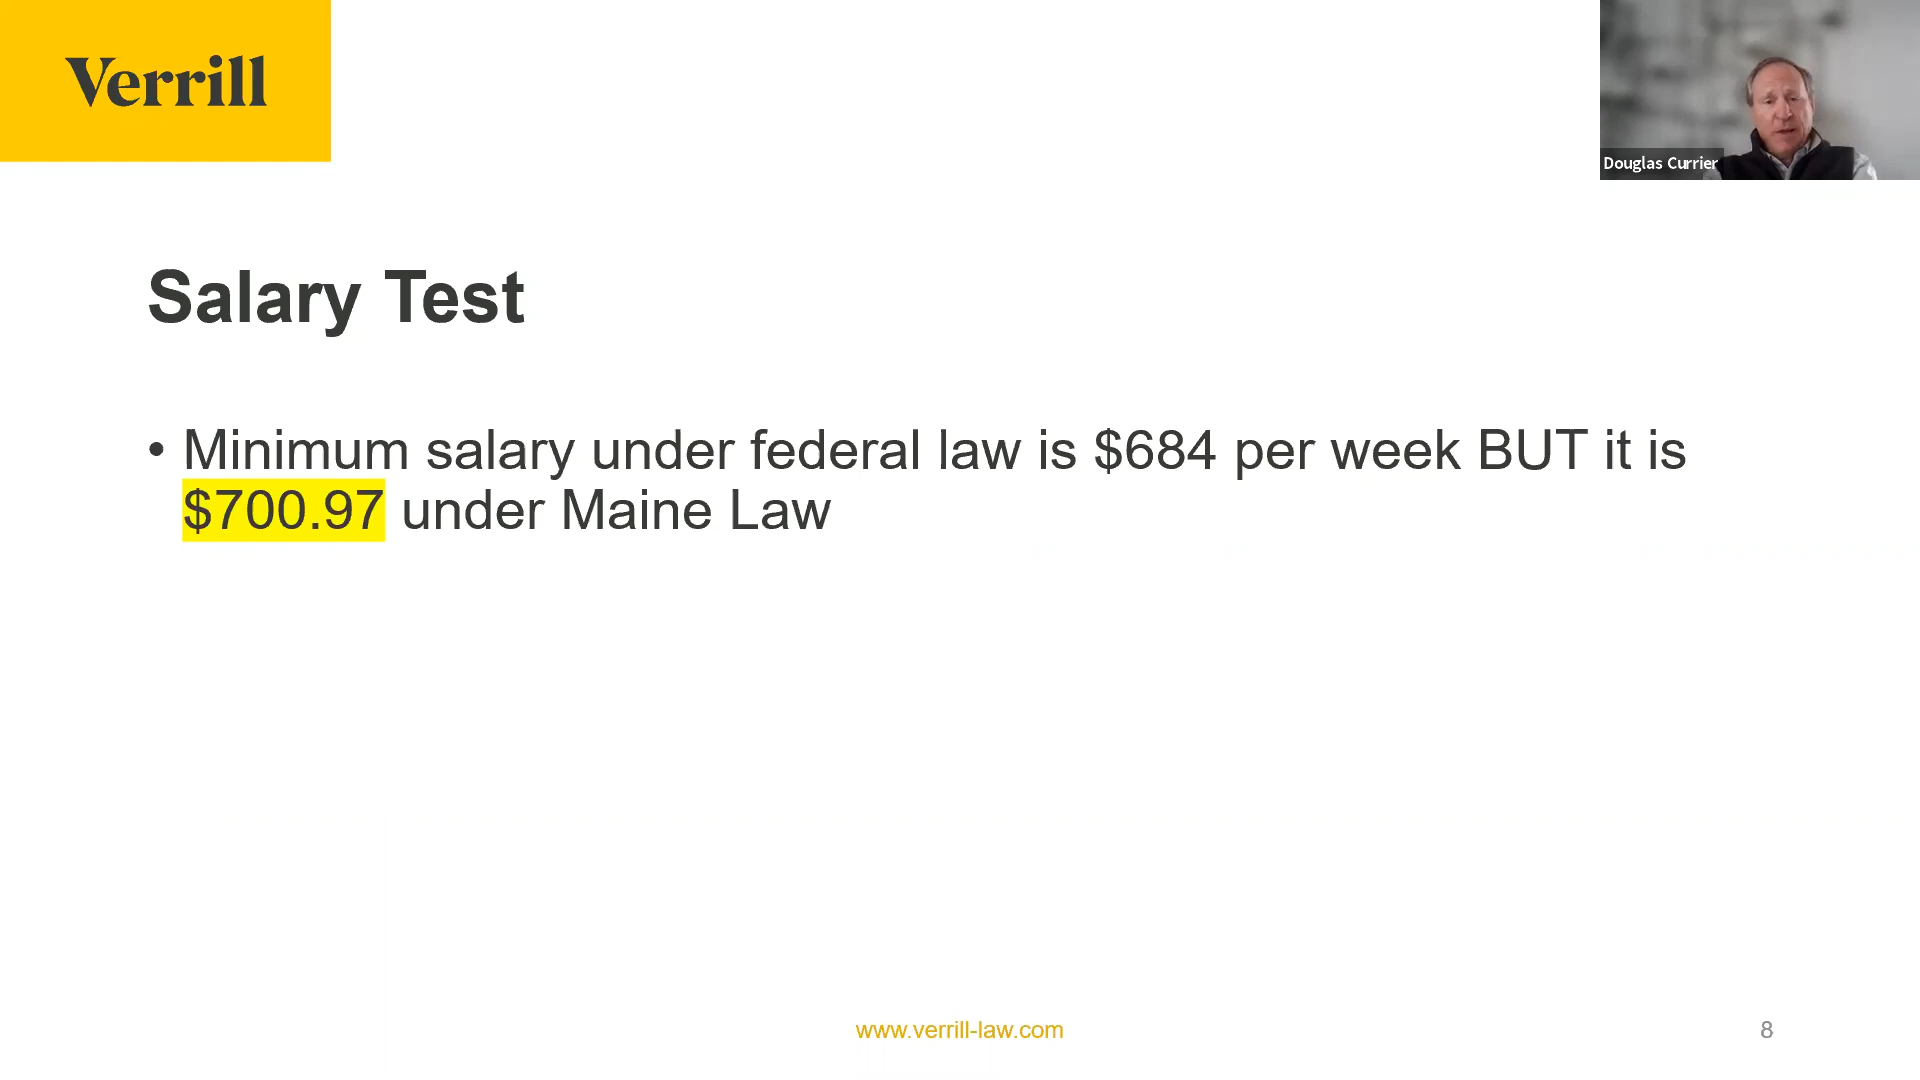 Verrill
Douglas Currier
Salary Test
• Minimum salary under federal law is $684 per week BUT it is
$700.97 under Maine Law
www.verrill-law.com
8